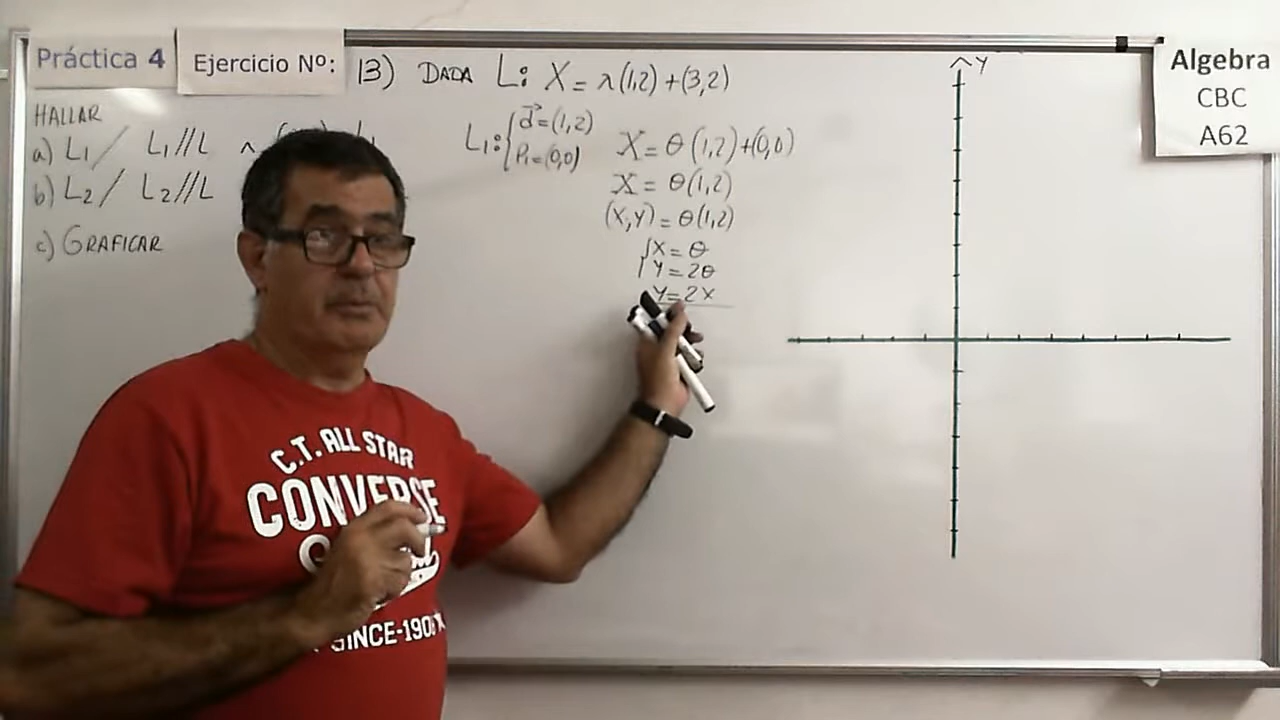 Práctica 4
Ejercicio Nº:
13) DADA L: X = λ(1,2) + (3,2)
HALLAR
a) L₁ / L₁ // L ∧
b) L₂ / L₂ // L
c) GRAFICAR
L₁: { d⃗ = (1,2)
P₁ = (0,0)
X = θ(1,2) + (0,0)
X = θ(1,2)
(X,Y) = θ(1,2)
{ X = θ
Y = 2θ
Y = 2X
Y
Algebra
CBC
A62
C.T. ALL STAR
CONVERSE
SINCE-190